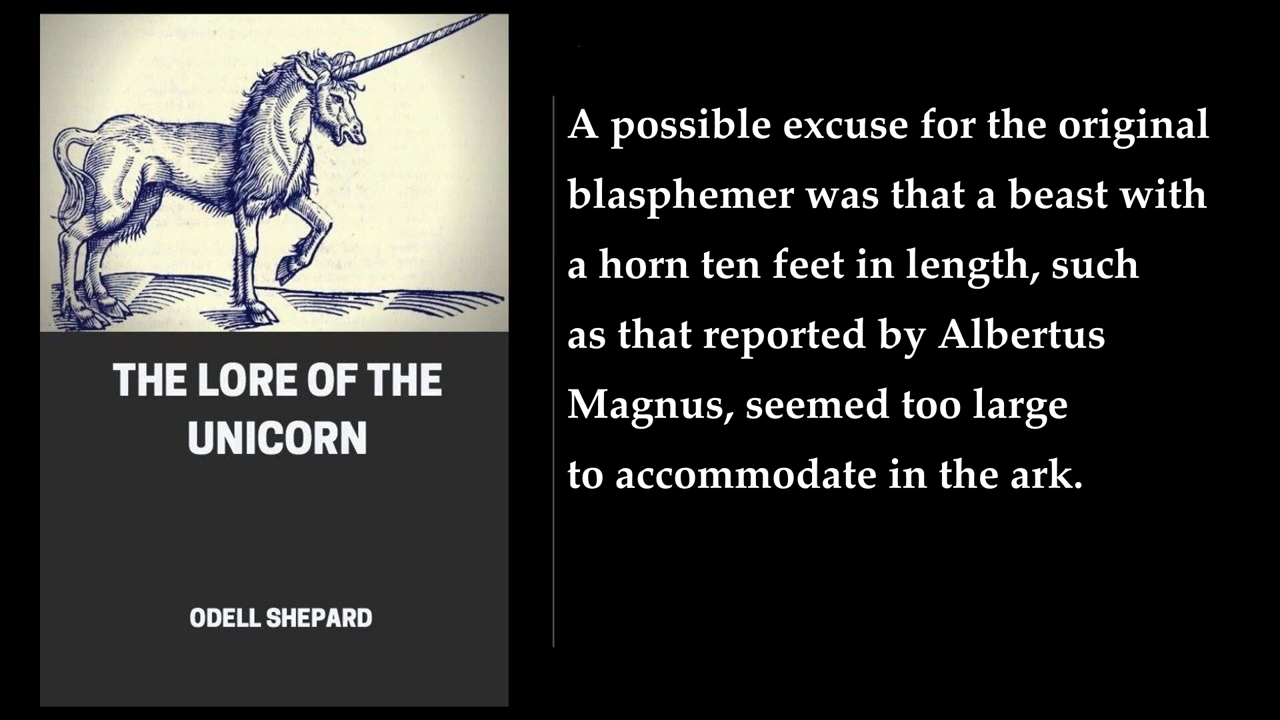 THE LORE OF THE
UNICORN
ODELL SHEPARD
A possible excuse for the original
blasphemer was that a beast with
a horn ten feet in length, such
as that reported by Albertus
Magnus, seemed too large
to accommodate in the ark.